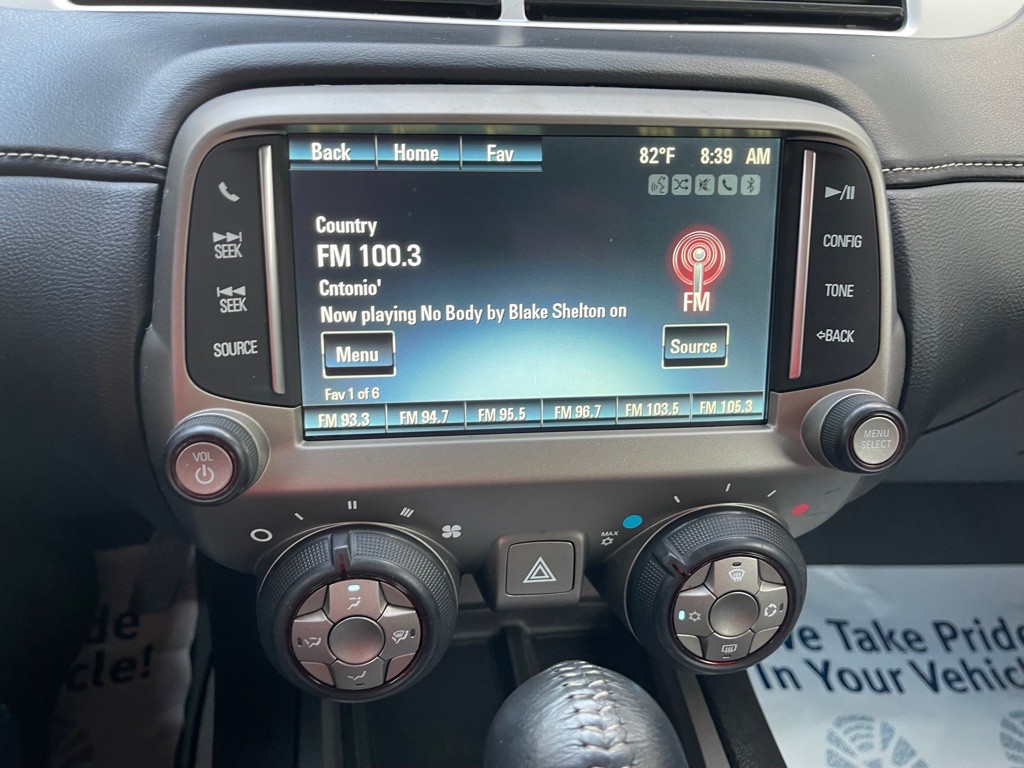 Back Home Fav 82°F 8:39 AM
SEEK
SEEK
SOURCE
Country
FM 100.3
Cntonio'
Now playing No Body by Blake Shelton on
FM
Menu
Source
Fav 1 of 6
FM 93.3 FM 94.7 FM 95.5 FM 96.7 FM 103.5 FM 105.3
CONFIG
TONE
BACK
VOL
MENU
SELECT
MAX
We Take Pride
In Your Vehicle
cle!